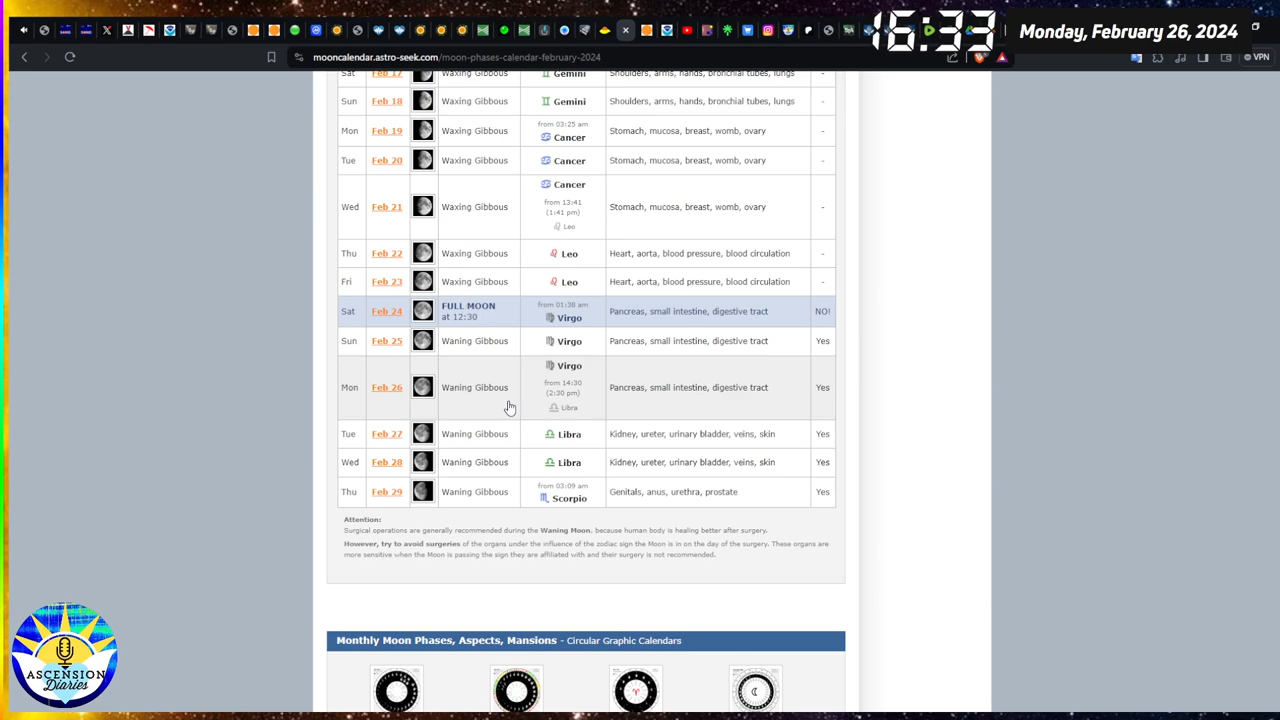 16:33
Monday, February 26, 2024
mooncalendar.astro-seek.com/moon-phases-calendar-february-2024
VPN
Sat Feb 17 Waxing Gibbous Gemini Shoulders, arms, hands, bronchial tubes, lungs -
Sun Feb 18 Waxing Gibbous Gemini Shoulders, arms, hands, bronchial tubes, lungs -
from 03:25 am
Mon Feb 19 Waxing Gibbous Cancer Stomach, mucosa, breast, womb, ovary -
Tue Feb 20 Waxing Gibbous Cancer Stomach, mucosa, breast, womb, ovary -
Cancer
Wed Feb 21 Waxing Gibbous from 13:41 Stomach, mucosa, breast, womb, ovary -
(1:41 pm)
Leo
Thu Feb 22 Waxing Gibbous Leo Heart, aorta, blood pressure, blood circulation -
Fri Feb 23 Waxing Gibbous Leo Heart, aorta, blood pressure, blood circulation -
FULL MOON from 01:38 am
Sat Feb 24 at 12:30 Virgo Pancreas, small intestine, digestive tract NO!
Sun Feb 25 Waning Gibbous Virgo Pancreas, small intestine, digestive tract Yes
Virgo
Mon Feb 26 Waning Gibbous from 14:30 Pancreas, small intestine, digestive tract Yes
(2:30 pm)
Libra
Tue Feb 27 Waning Gibbous Libra Kidney, ureter, urinary bladder, veins, skin Yes
Wed Feb 28 Waning Gibbous Libra Kidney, ureter, urinary bladder, veins, skin Yes
from 03:09 am
Thu Feb 29 Waning Gibbous Scorpio Genitals, anus, urethra, prostate Yes
Attention:
Surgical operations are generally recommended during the Waning Moon, because human body is healing better after surgery.
However, try to avoid surgeries of the organs under the influence of the zodiac sign the Moon is in on the day of the surgery. These organs are
more sensitive when the Moon is passing the sign they are affiliated with and their surgery is not recommended.
Monthly Moon Phases, Aspects, Mansions - Circular Graphic Calendars
ASCENSION
DIARIES